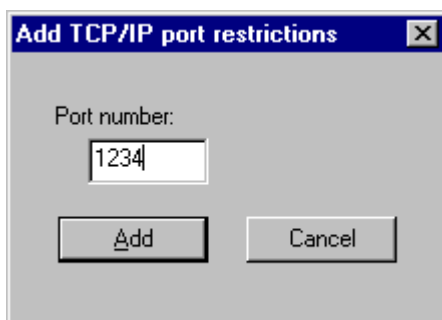 Add TCP/IP port restrictions
Port number:
1234
Add
Cancel